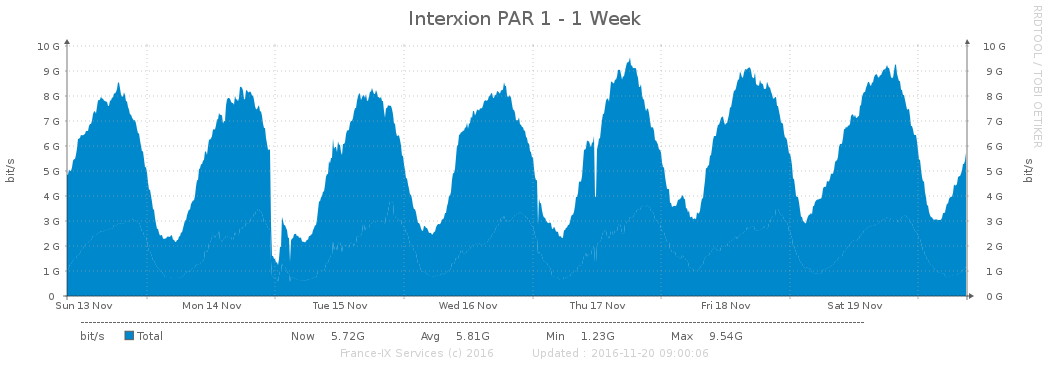 Interxion PAR 1 - 1 Week
RRDTOOL / TOBI OETIKER
bit/s
10 G 10 G
9 G 9 G
8 G 8 G
7 G 7 G
6 G 6 G
5 G 5 G
4 G 4 G
3 G 3 G
2 G 2 G
1 G 1 G
0 0 G
bit/s
Sun 13 Nov Mon 14 Nov Tue 15 Nov Wed 16 Nov Thu 17 Nov Fri 18 Nov Sat 19 Nov
bit/s Total Now 5.72G Avg 5.81G Min 1.23G Max 9.54G
France-IX Services (c) 2016 Updated : 2016-11-20 09:00:06